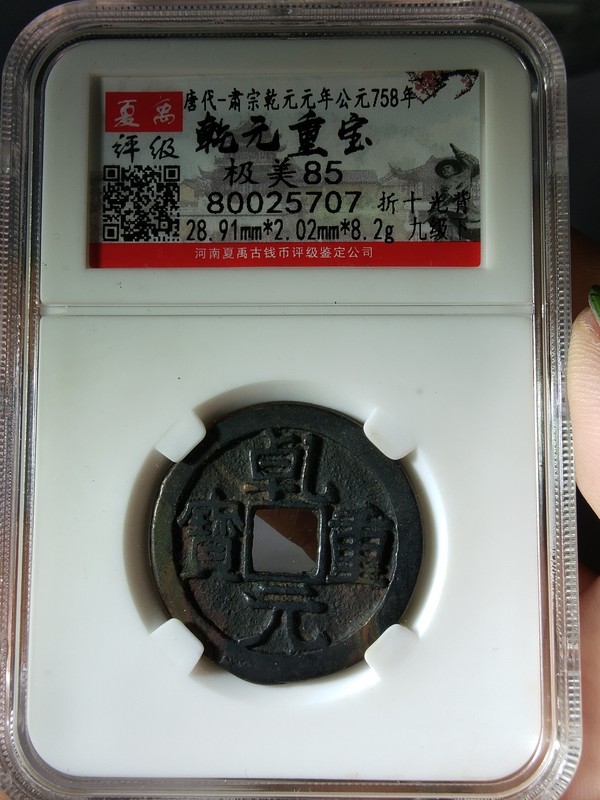 唐代-肃宗乾元元年公元758年
夏禹
评级
乾元重宝
极美85
80025707 折十光背
28.91mm*2.02mm*8.2g 九级下
河南夏禹古钱币评级鉴定公司
乾元重寶